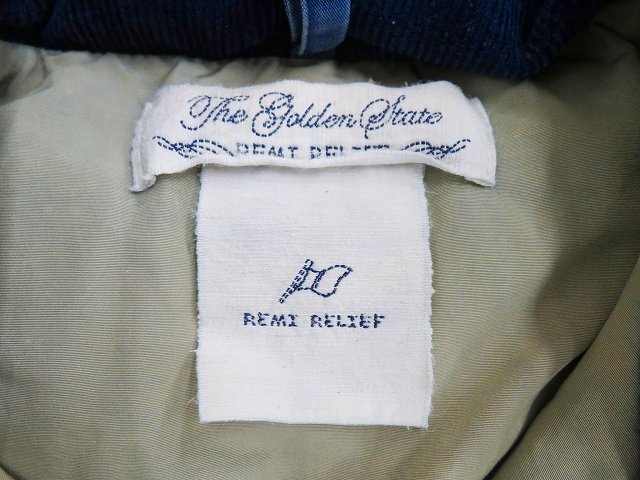 The Golden State
REMI RELIEF
REMI RELIEF